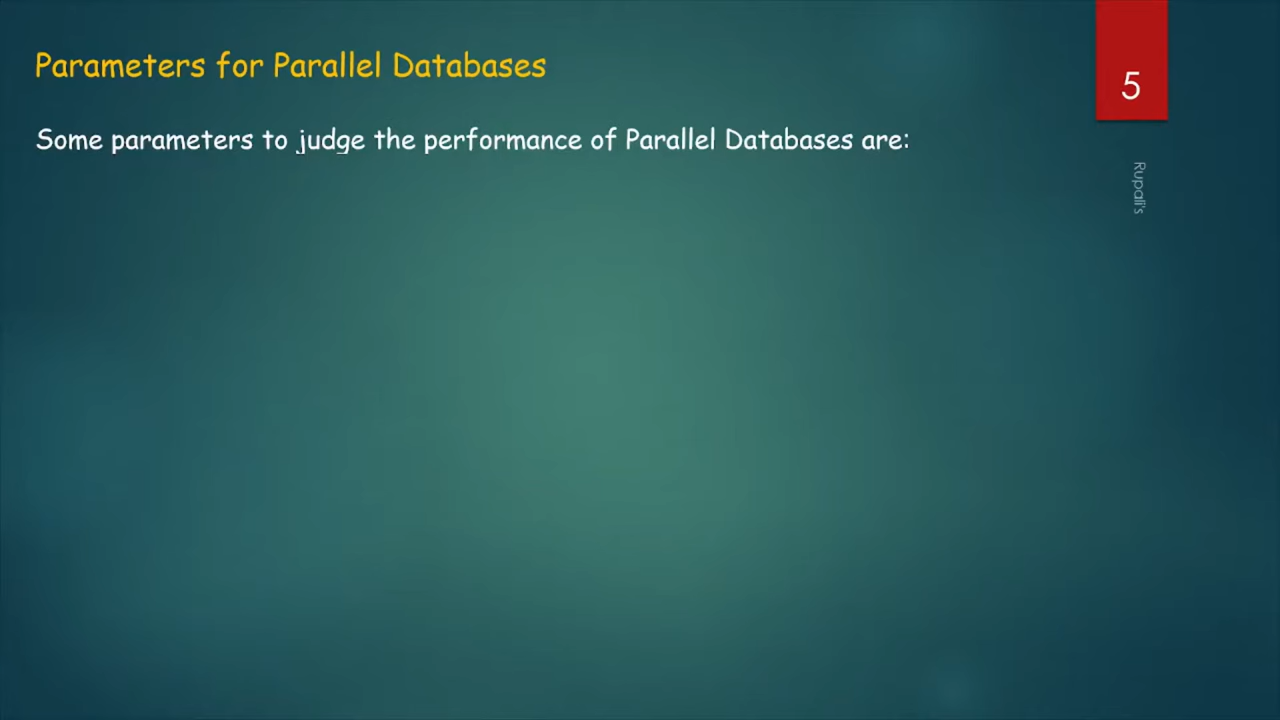 Parameters for Parallel Databases
5
Some parameters to judge the performance of Parallel Databases are:
Rupali's